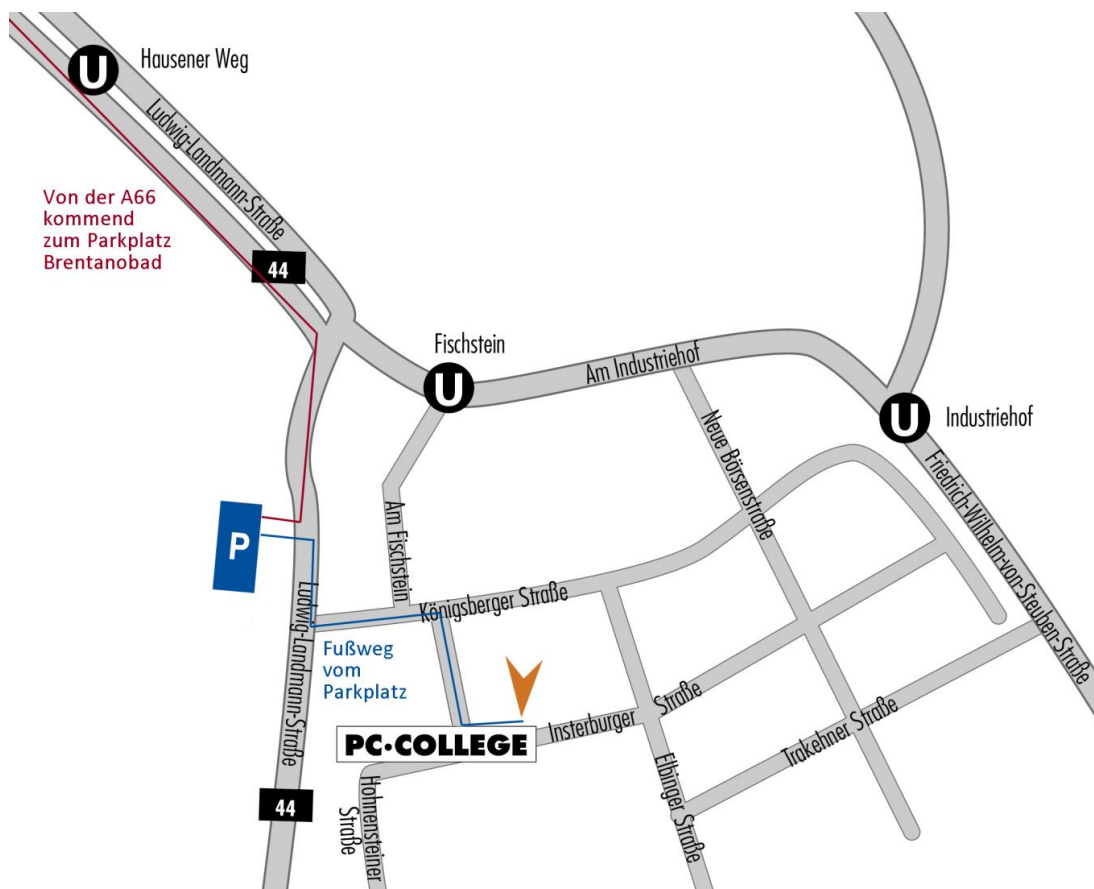 U
Hausener Weg
Ludwig-Landmann-Straße
Von der A66
kommend
zum Parkplatz
Brentanobad
44
Fischstein
U
Am Industriehof
U
Industriehof
Neue Börsenstraße
Friedrich-Wilhelm-von-Steuben-Straße
Am Fischstein
P
Ludwig-Landmann-Straße
Königsberger Straße
Fußweg
vom
Parkplatz
PC·COLLEGE
Insterburger Straße
Elbinger Straße
Trakehner Straße
44
Hohnensteiner
Straße